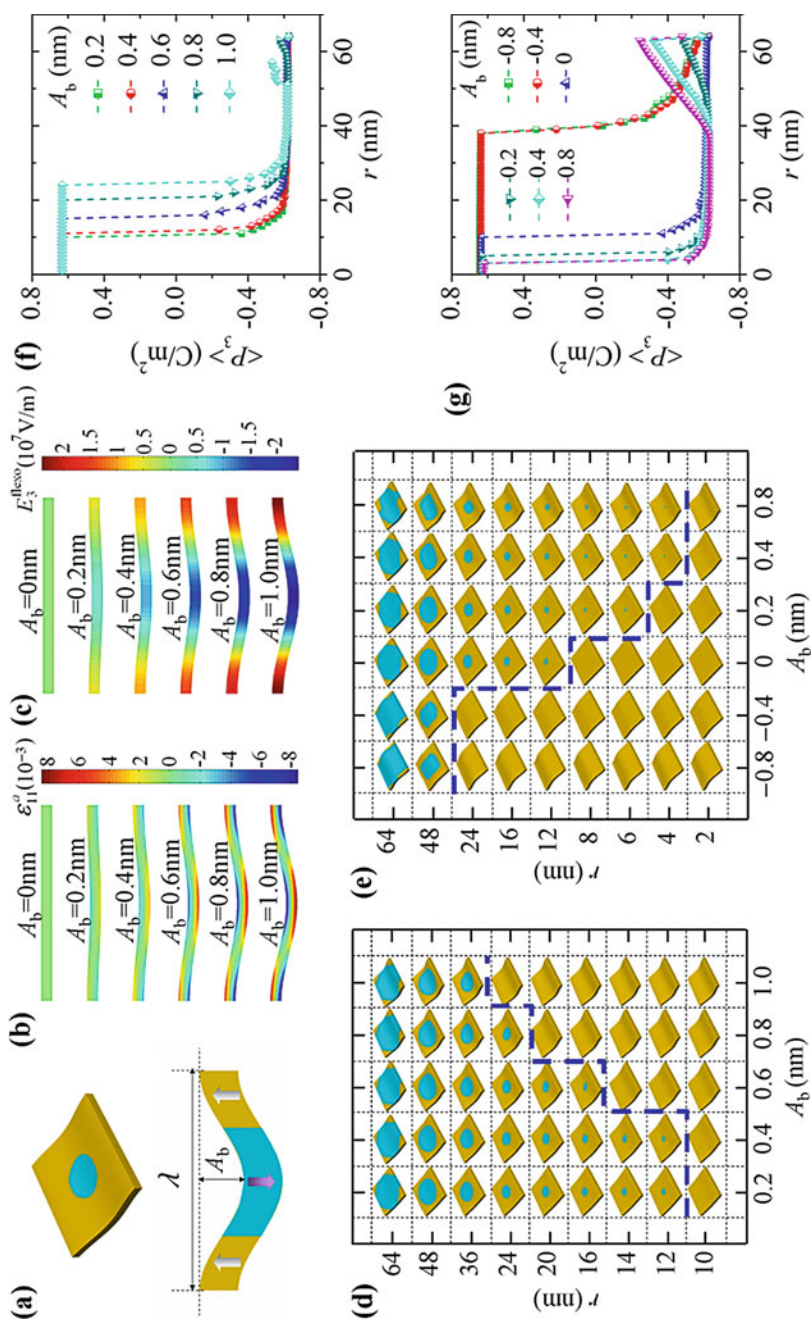 (a)
λ
A_b
(b)
ε^a_11(10^−3)
A_b=0nm
A_b=0.2nm
A_b=0.4nm
A_b=0.6nm
A_b=0.8nm
A_b=1.0nm
8
6
4
2
0
-2
-4
-6
-8
(c)
E_3^flexo(10^7V/m)
A_b=0nm
A_b=0.2nm
A_b=0.4nm
A_b=0.6nm
A_b=0.8nm
A_b=1.0nm
2
1.5
1
0.5
0
-0.5
-1
-1.5
-2
(d)
r (nm)
64
48
36
24
20
16
14
12
10
0.2 0.4 0.6 0.8 1.0
A_b (nm)
(e)
r (nm)
64
48
24
16
12
8
6
4
2
−0.8 −0.4 0 0.2 0.4 0.8
A_b (nm)
(f)
<P_3> (C/m^2)
0.8
0.4
0.0
-0.4
-0.8
0 20 40 60
r (nm)
A_b (nm)
0.2
0.4
0.6
0.8
1.0
(g)
<P_3> (C/m^2)
0.8
0.4
0.0
-0.4
-0.8
0 20 40 60
r (nm)
A_b (nm)
-0.8
-0.4
0
0.2
0.4
0.8